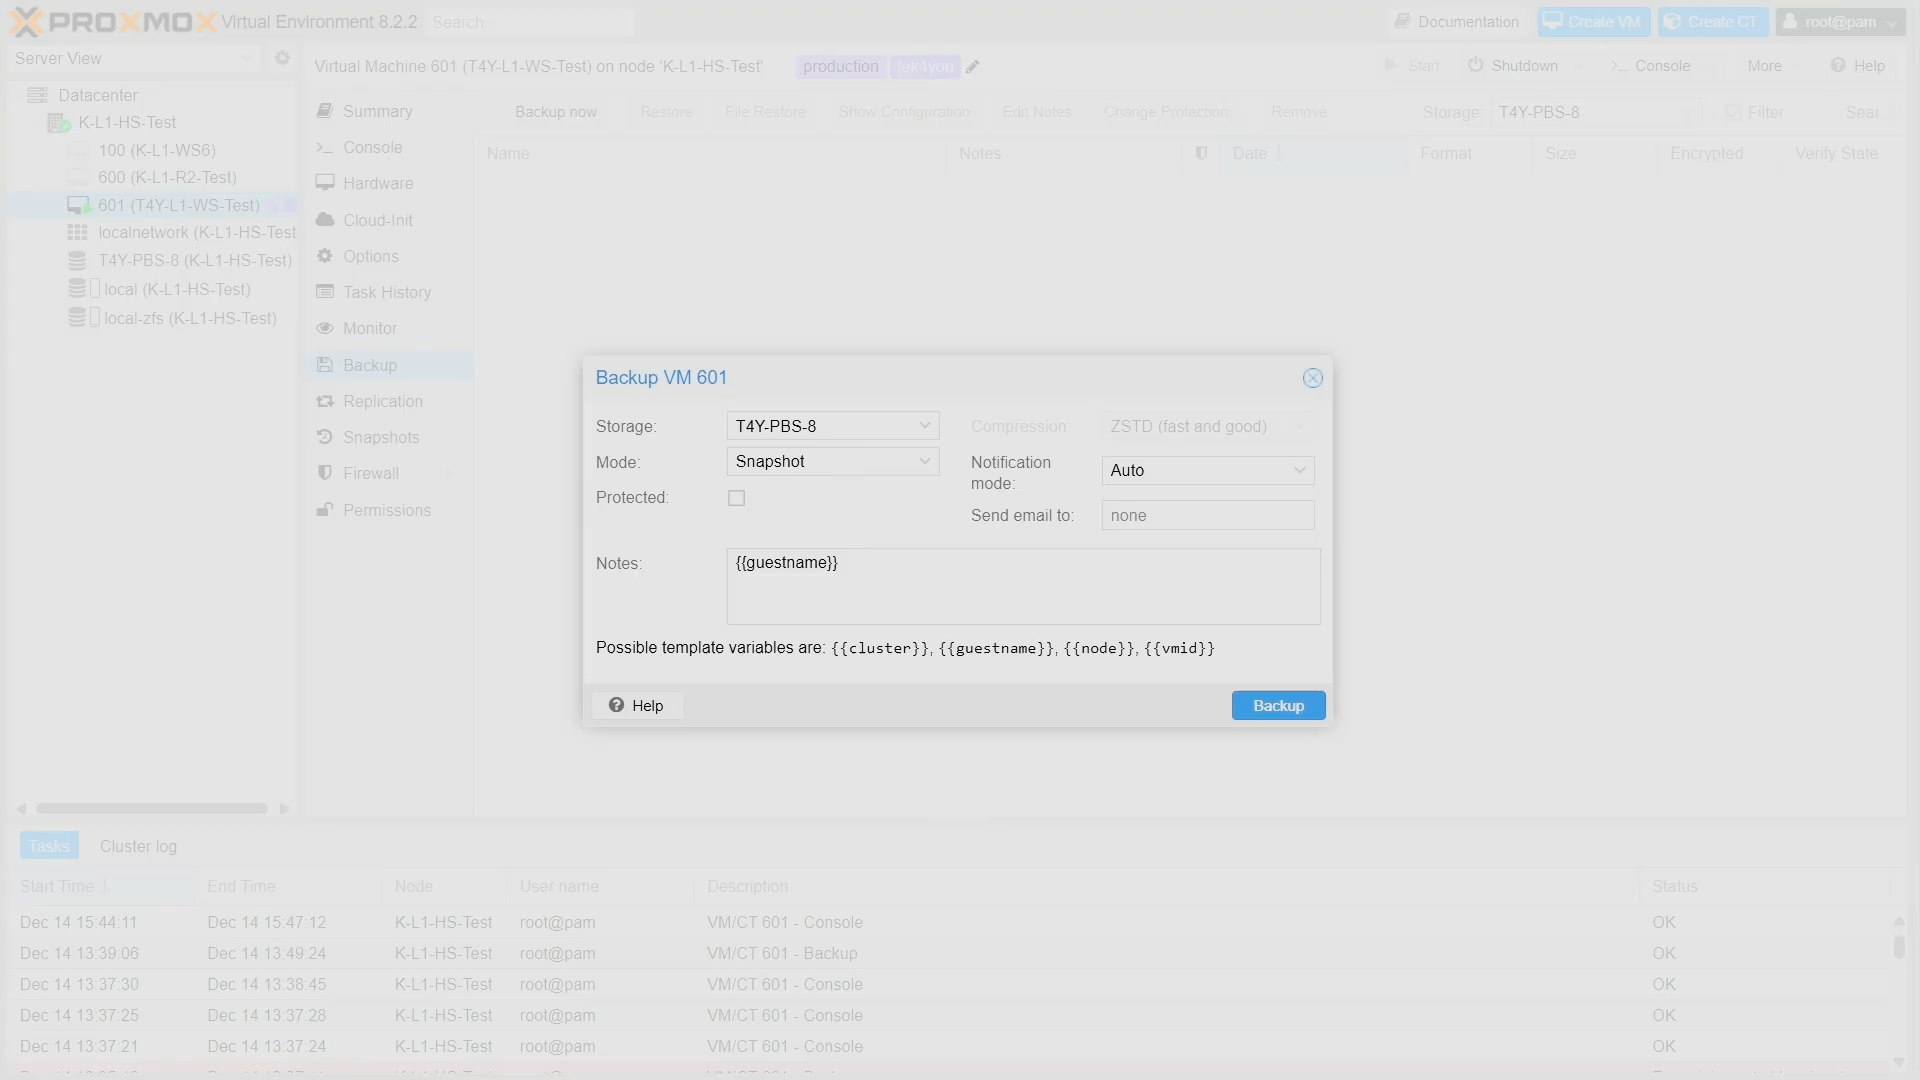 PROXMOX Virtual Environment 8.2.2 Search
Documentation Create VM Create CT root@pam
Server View
Virtual Machine 601 (T4Y-L1-WS-Test) on node 'K-L1-HS-Test' production tek4you
Start Shutdown Console More Help
Datacenter
K-L1-HS-Test
100 (K-L1-WS6)
600 (K-L1-R2-Test)
601 (T4Y-L1-WS-Test)
localnetwork (K-L1-HS-Test
T4Y-PBS-8 (K-L1-HS-Test)
local (K-L1-HS-Test)
local-zfs (K-L1-HS-Test)
Summary
Console
Hardware
Cloud-Init
Options
Task History
Monitor
Backup
Replication
Snapshots
Firewall
Permissions
Backup now Restore File Restore Show Configuration Edit Notes Change Protection Remove Storage: T4Y-PBS-8 Filter Sear
Name Notes Date Format Size Encrypted Verify State
Backup VM 601
Storage: T4Y-PBS-8
Mode: Snapshot
Protected:
Compression: ZSTD (fast and good)
Notification mode: Auto
Send email to: none
Notes: {{guestname}}
Possible template variables are: {{cluster}}, {{guestname}}, {{node}}, {{vmid}}
Help Backup
Tasks Cluster log
Start Time End Time Node User name Description Status
Dec 14 15:44:11 Dec 14 15:47:12 K-L1-HS-Test root@pam VM/CT 601 - Console OK
Dec 14 13:39:06 Dec 14 13:49:24 K-L1-HS-Test root@pam VM/CT 601 - Backup OK
Dec 14 13:37:30 Dec 14 13:38:45 K-L1-HS-Test root@pam VM/CT 601 - Console OK
Dec 14 13:37:25 Dec 14 13:37:28 K-L1-HS-Test root@pam VM/CT 601 - Console OK
Dec 14 13:37:21 Dec 14 13:37:24 K-L1-HS-Test root@pam VM/CT 601 - Console OK